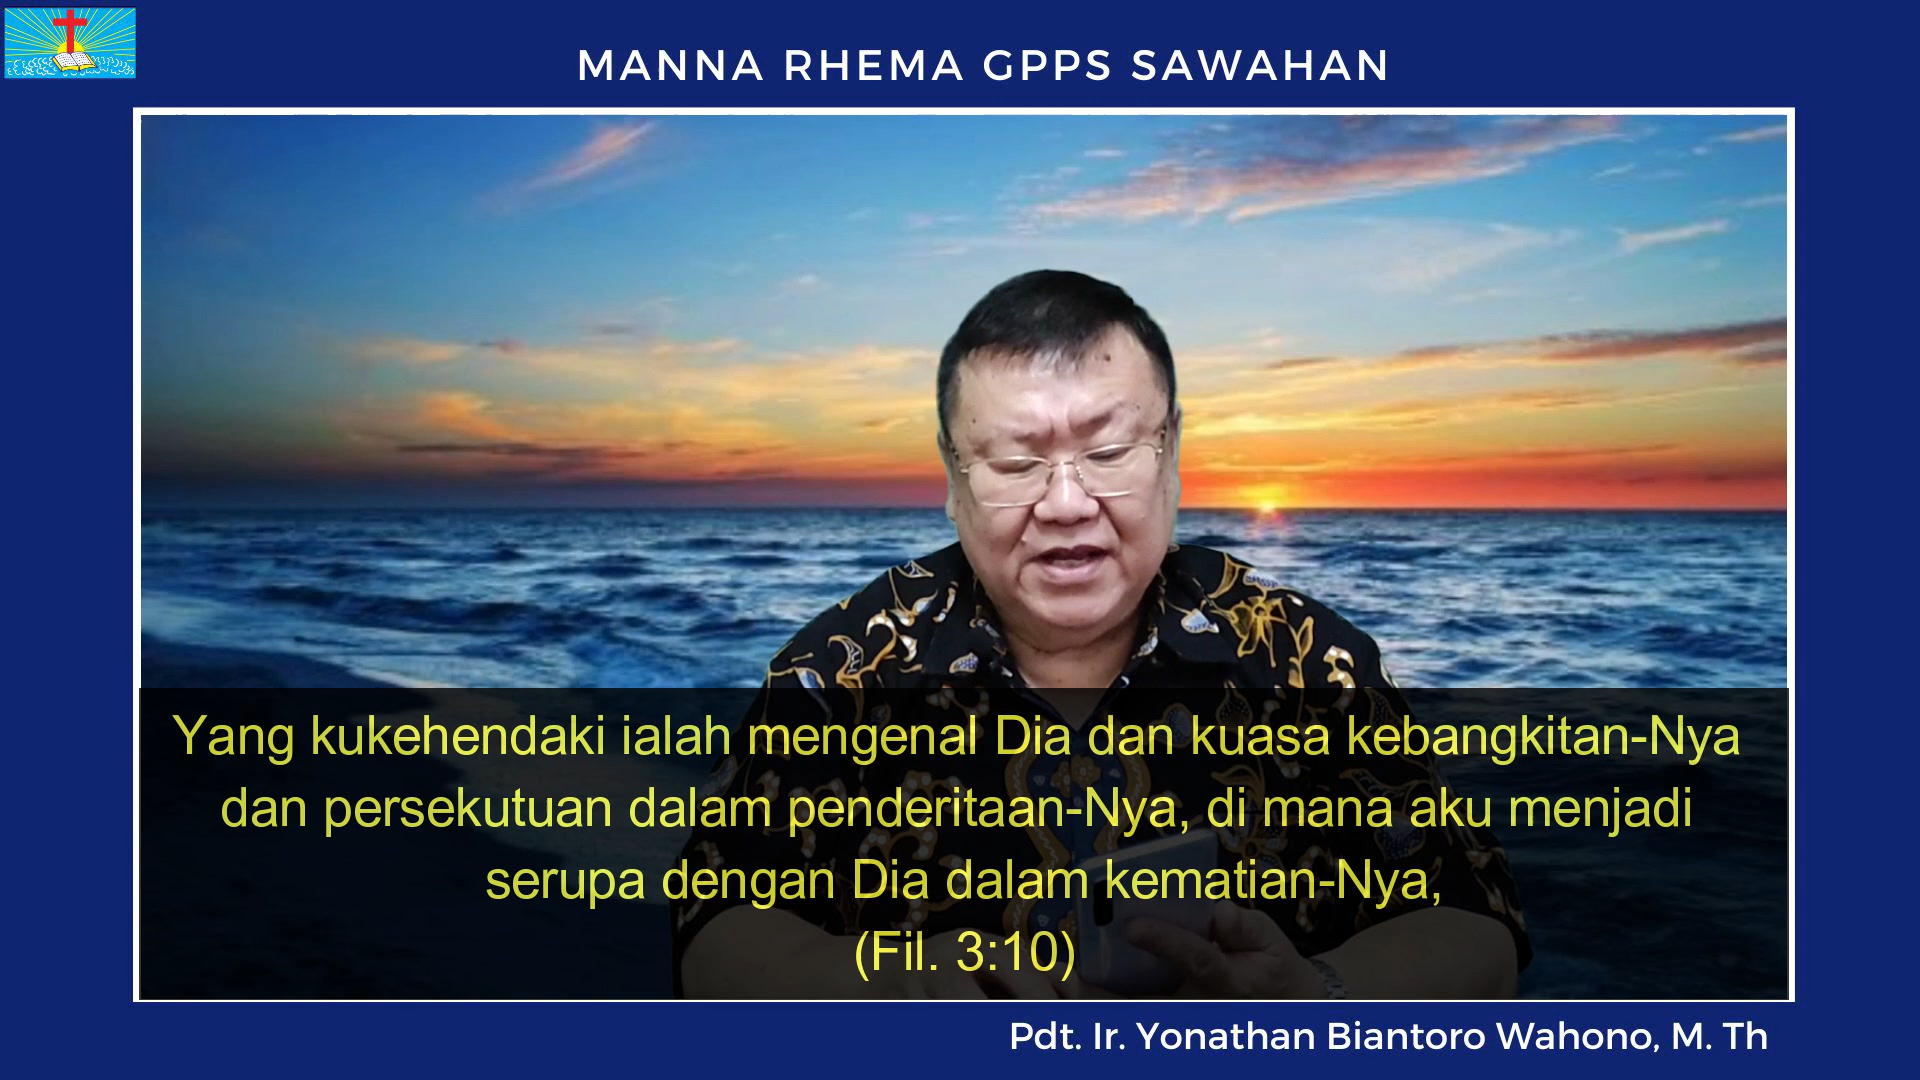 MANNA RHEMA GPPS SAWAHAN
Yang kukehendaki ialah mengenal Dia dan kuasa kebangkitan-Nya
dan persekutuan dalam penderitaan-Nya, di mana aku menjadi
serupa dengan Dia dalam kematian-Nya,
(Fil. 3:10)
Pdt. Ir. Yonathan Biantoro Wahono, M. Th